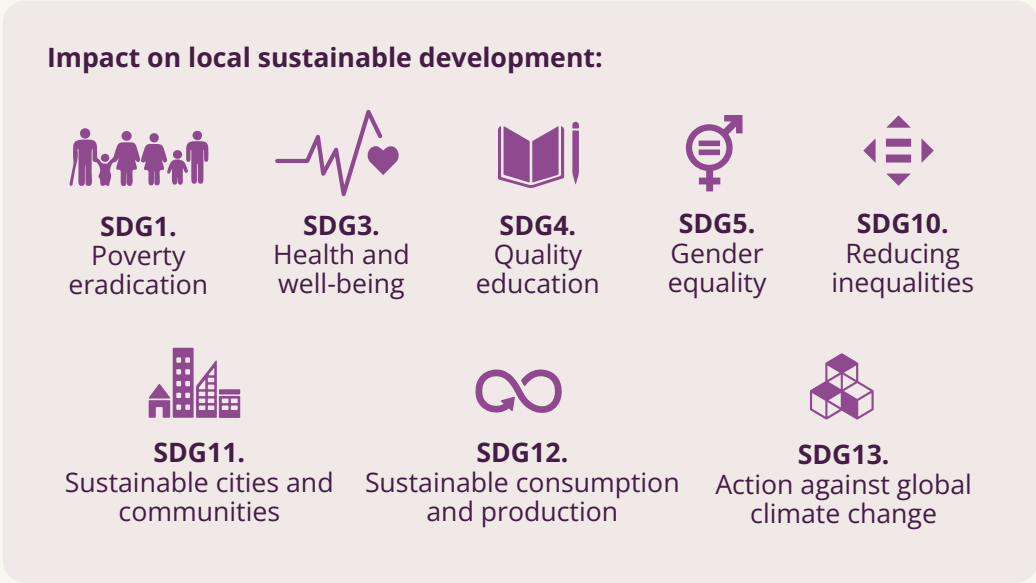 Impact on local sustainable development:
SDG1.
Poverty
eradication
SDG3.
Health and
well-being
SDG4.
Quality
education
SDG5.
Gender
equality
SDG10.
Reducing
inequalities
SDG11.
Sustainable cities and
communities
SDG12.
Sustainable consumption
and production
SDG13.
Action against global
climate change